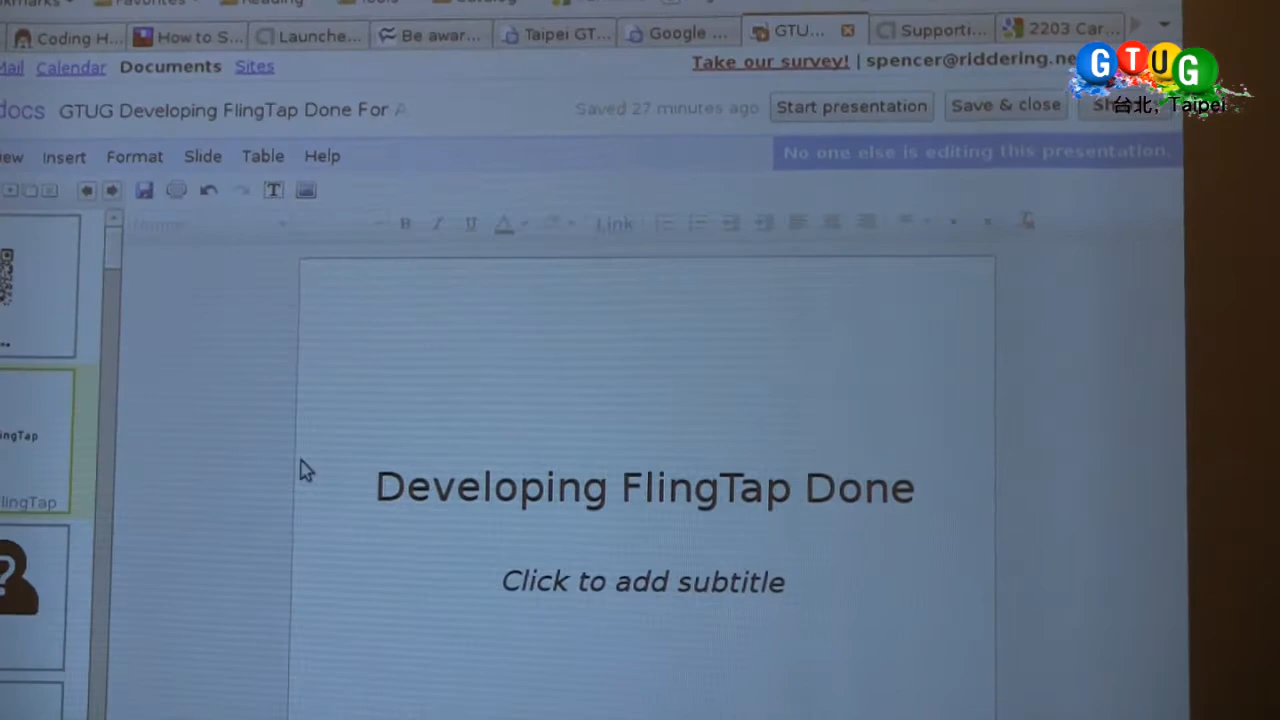 Coding H... How to S... Launche... Be awar... Taipei GT... Google ... GTU... Supporti... 2203 Car...
Mail Calendar Documents Sites
Take our survey! | spencer@riddering.ne
GTUG
台北, Taipei
docs GTUG Developing FlingTap Done For A Saved 27 minutes ago Start presentation Save & close
Insert Format Slide Table Help No one else is editing this presentation.
B I U A Link
Developing FlingTap Done
Click to add subtitle
ingTap
lingTap
?